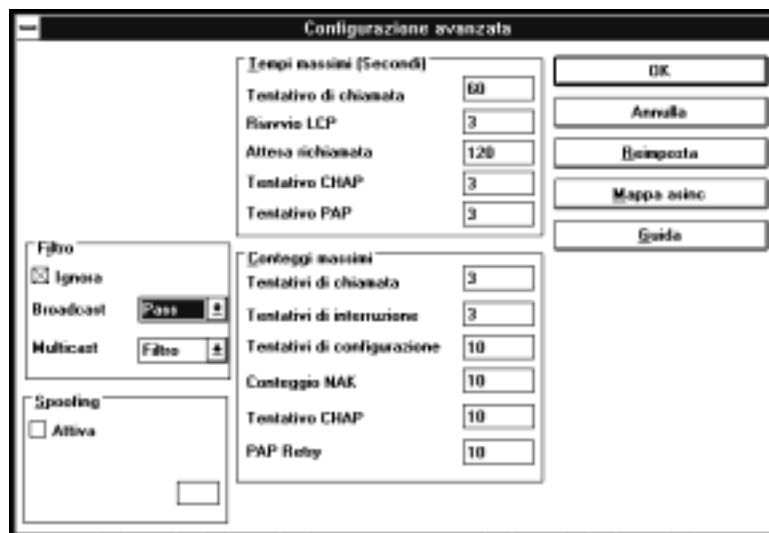 Configurazione avanzata
Tempi massimi (Secondi)
Tentativo di chiamata 60
Riavvio LCP 3
Attesa richiamata 120
Tentativo CHAP 3
Tentativo PAP 3
OK
Annulla
Reimposta
Mappa asinc
Guida
Filtro
Ignora
Broadcast Pass
Multicast Filtro
Conteggi massimi
Tentativi di chiamata 3
Tentativi di interruzione 3
Tentativi di configurazione 10
Conteggio NAK 10
Tentativo CHAP 10
PAP Retry 10
Spoofing
Attiva